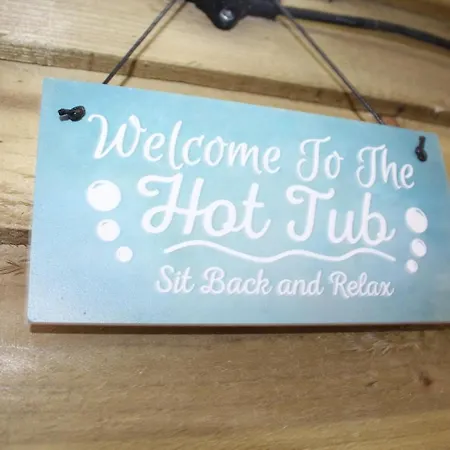 Welcome To The
Hot Tub
Sit Back and Relax